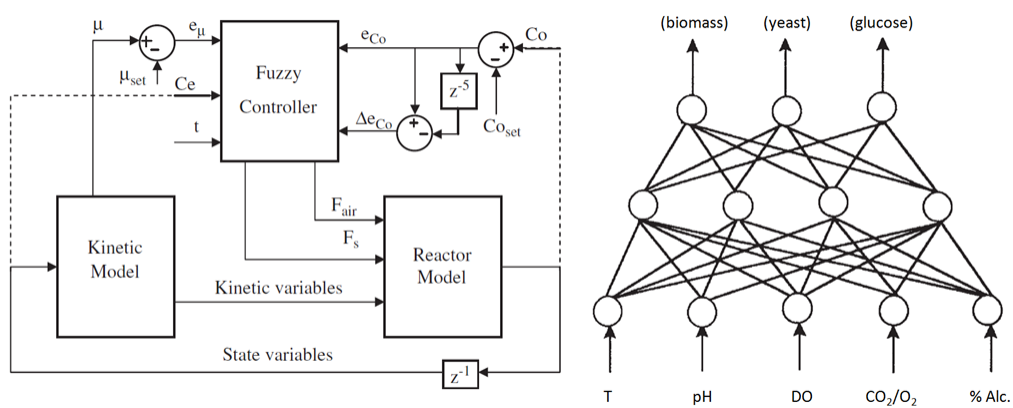 μ
e_μ
μ_set
Ce
t
Fuzzy
Controller
e_Co
Co
z⁻⁵
Δe_Co
Co_set
F_air
F_s
Kinetic
Model
Reactor
Model
Kinetic variables
State variables
z⁻¹
(biomass)
(yeast)
(glucose)
T
pH
DO
CO₂/O₂
% Alc.